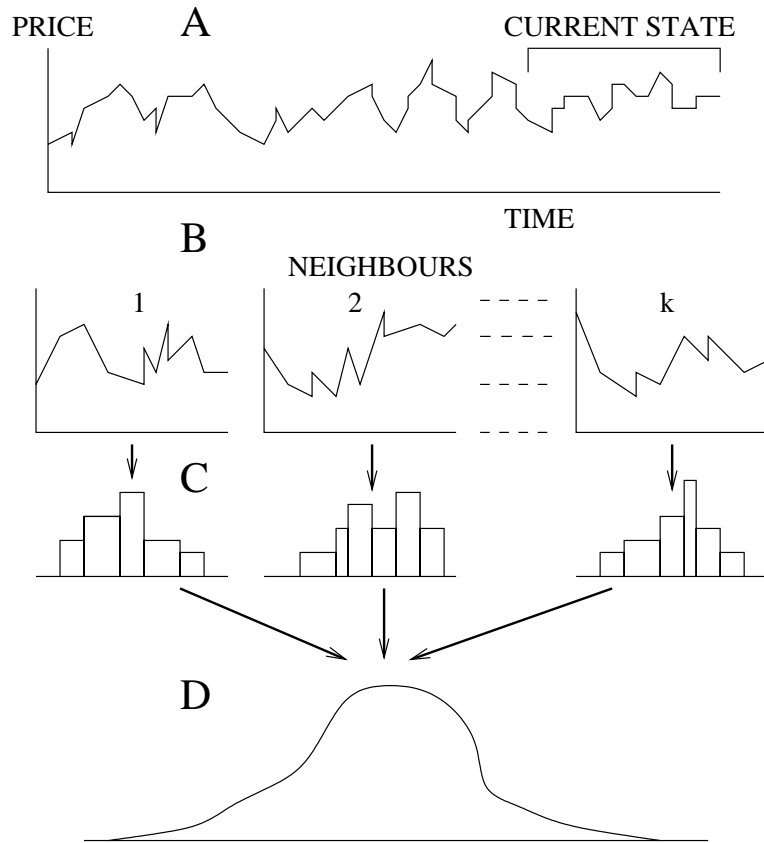 PRICE A CURRENT STATE
TIME
B
NEIGHBOURS
1 2 k
C
D